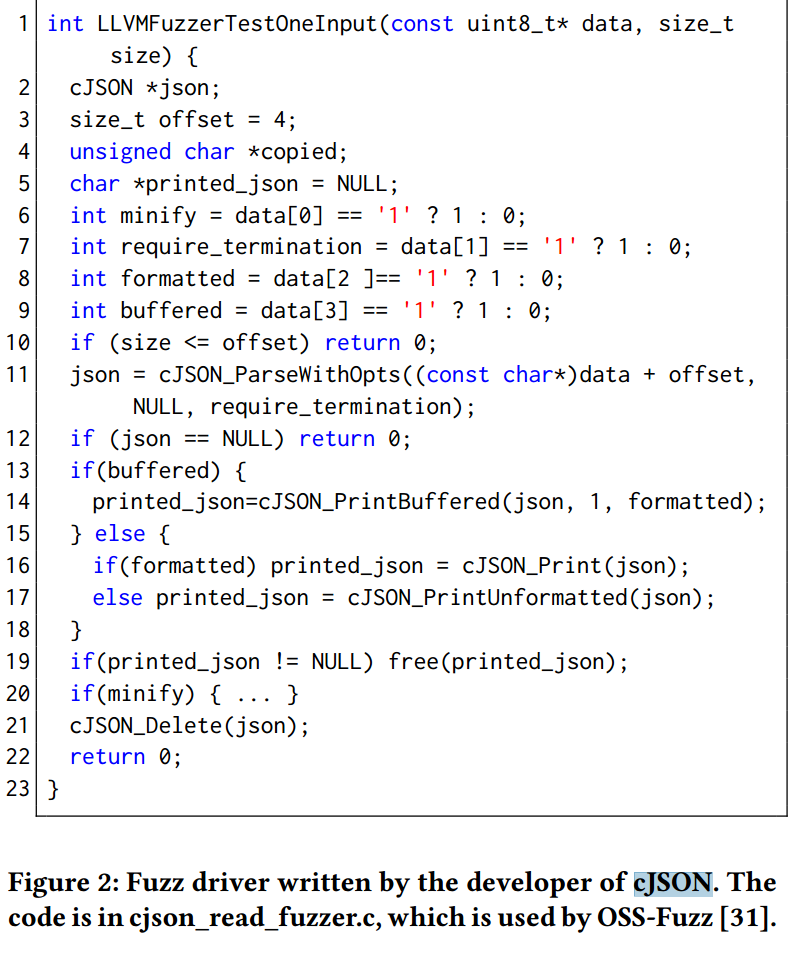 1 int LLVMFuzzerTestOneInput(const uint8_t* data, size_t
size) {
2 cJSON *json;
3 size_t offset = 4;
4 unsigned char *copied;
5 char *printed_json = NULL;
6 int minify = data[0] == '1' ? 1 : 0;
7 int require_termination = data[1] == '1' ? 1 : 0;
8 int formatted = data[2 ]== '1' ? 1 : 0;
9 int buffered = data[3] == '1' ? 1 : 0;
10 if (size <= offset) return 0;
11 json = cJSON_ParseWithOpts((const char*)data + offset,
NULL, require_termination);
12 if (json == NULL) return 0;
13 if(buffered) {
14 printed_json=cJSON_PrintBuffered(json, 1, formatted);
15 } else {
16 if(formatted) printed_json = cJSON_Print(json);
17 else printed_json = cJSON_PrintUnformatted(json);
18 }
19 if(printed_json != NULL) free(printed_json);
20 if(minify) { ... }
21 cJSON_Delete(json);
22 return 0;
23 }
Figure 2: Fuzz driver written by the developer of cJSON. The
code is in cjson_read_fuzzer.c, which is used by OSS-Fuzz [31].